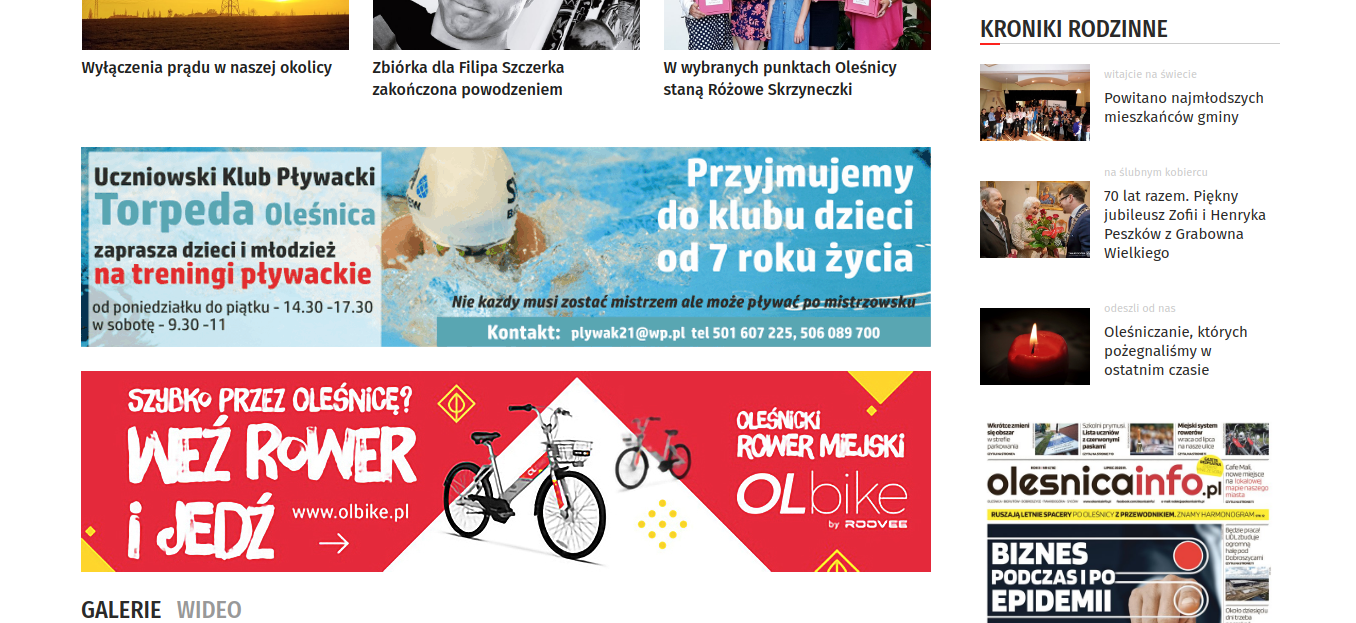 Wyłączenia prądu w naszej okolicy
Zbiórka dla Filipa Szczerka
zakończona powodzeniem
W wybranych punktach Oleśnicy
staną Różowe Skrzyneczki
Uczniowski Klub Pływacki
Torpeda Oleśnica
zaprasza dzieci i młodzież
na treningi pływackie
od poniedziałku do piątku - 14.30 -17.30
w sobotę - 9.30 -11
Przyjmujemy
do klubu dzieci
od 7 roku życia
Nie kazdy musi zostać mistrzem ale może pływać po mistrzowsku
Kontakt: plywak21@wp.pl tel 501 607 225, 506 089 700
SZYBKO PRZEZ OLEŚNICĘ?
WEŹ ROWER
i JEDŹ
www.olbike.pl
OLEŚNICKI
ROWER MiEJSKI
OLbike
by ROOVEE
GALERIE WIDEO
KRONIKI RODZINNE
witajcie na świecie
Powitano najmłodszych
mieszkańców gminy
na ślubnym kobiercu
70 lat razem. Piękny
jubileusz Zofii i Henryka
Peszków z Grabowna
Wielkiego
odeszli od nas
Oleśniczanie, których
pożegnaliśmy w
ostatnim czasie
Wkrótce zmieni
się obszar
w strefie
parkowania
Szkolni prymusi.
Lista uczniów
z czerwonymi
paskami
Miejski system
rowerów
wraca od lipca
na nasze ulice
olesnicainfo.pl
Cafe Mali,
nowe miejsce
na lokalowej
mapie naszego
miasta
RUSZAJĄ LETNIE SPACERY PO OLEŚNICY Z PRZEWODNIKIEM. ZNAMY HARMONOGRAM
BIZNES
PODCZAS I PO
EPIDEMII
Będzie praca!
LIDL zbuduje
ogromną
halę pod
Dobroszycami
Około dziesięciu
dni trzeba